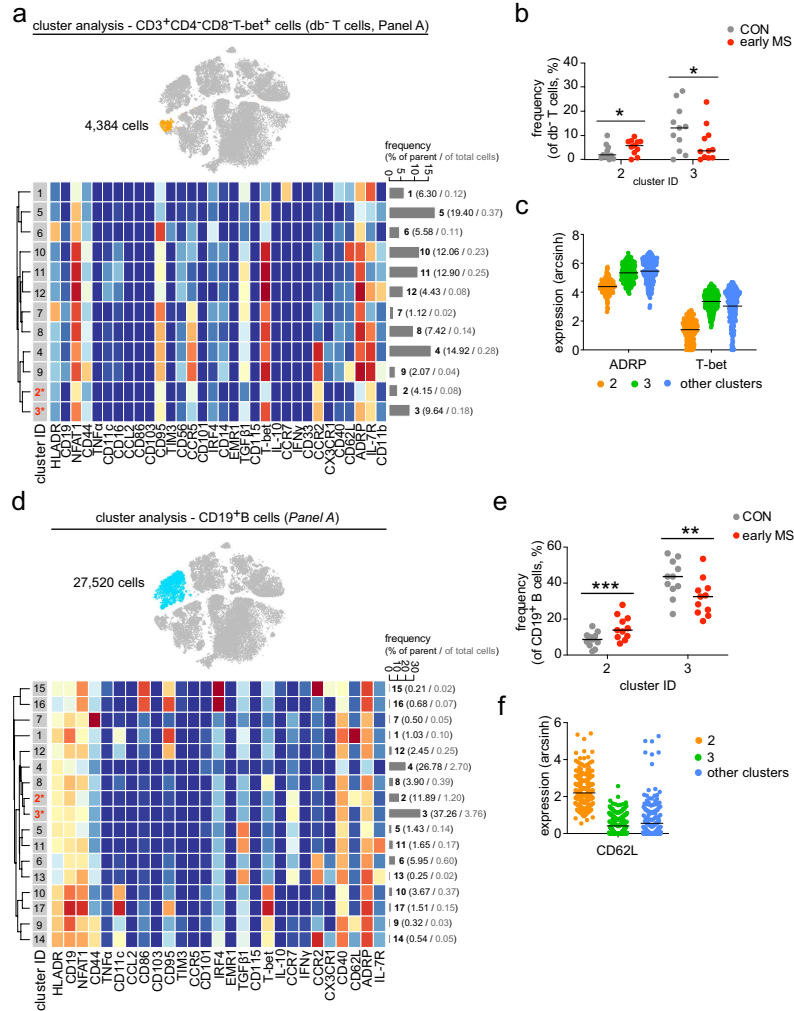 a
cluster analysis - CD3+CD4-CD8-T-bet+ cells (db- T cells, Panel A)
4,384 cells
frequency
(% of parent / of total cells)
0 5 10 15
1 1 (6.30 / 0.12)
5 5 (19.40 / 0.37)
6 6 (5.58 / 0.11)
10 10 (12.06 / 0.23)
11 11 (12.90 / 0.25)
12 12 (4.43 / 0.08)
7 7 (1.12 / 0.02)
8 8 (7.42 / 0.14)
4 4 (14.92 / 0.28)
9 9 (2.07 / 0.04)
2* 2 (4.15 / 0.08)
3* 3 (9.64 / 0.18)
cluster ID HLADR CD19 NFAT1 CD44 TNFα CD11c CD16 CCL2 CD86 CD103 CD95 TIM3 CD56 CCR5 CD101 IRF4 CD14 EMR1 TGFβ1 CD115 T-bet IL-10 CCR7 IFNγ CD33 CCR2 CX3CR1 CD40 CD62L ADRP IL-7R CD11b
b
CON
early MS
frequency
(of db- T cells, %)
40
30
20
10
0
*
*
2 3
cluster ID
c
expression (arcsinh)
8
6
4
2
0
ADRP T-bet
2 3 other clusters
d
cluster analysis - CD19+B cells (Panel A)
27,520 cells
frequency
(% of parent / of total cells)
0 10 20 30
15 15 (0.21 / 0.02)
16 16 (0.68 / 0.07)
7 7 (0.50 / 0.05)
1 1 (1.03 / 0.10)
12 12 (2.45 / 0.25)
4 4 (26.78 / 2.70)
8 8 (3.90 / 0.39)
2* 2 (11.89 / 1.20)
3* 3 (37.26 / 3.76)
5 5 (1.43 / 0.14)
11 11 (1.65 / 0.17)
6 6 (5.95 / 0.60)
13 13 (0.25 / 0.02)
10 10 (3.67 / 0.37)
17 17 (1.51 / 0.15)
9 9 (0.32 / 0.03)
14 14 (0.54 / 0.05)
cluster ID HLADR CD19 NFAT1 CD44 TNFα CD11c CCL2 CD86 CD103 CD95 TIM3 CCR5 CD101 IRF4 EMR1 TGFβ1 CD115 T-bet IL-10 CCR7 IFNγ CCR2 CX3CR1 CD40 CD62L ADRP IL-7R
e
CON
early MS
frequency
(of CD19+ B cells, %)
60
40
20
0
***
**
2 3
cluster ID
f
expression (arcsinh)
6
4
2
0
CD62L
2
3
other clusters